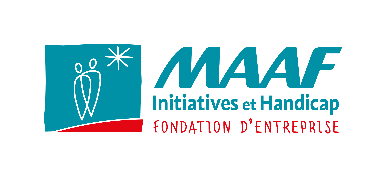 MAAF
Initiatives et Handicap
FONDATION D'ENTREPRISE